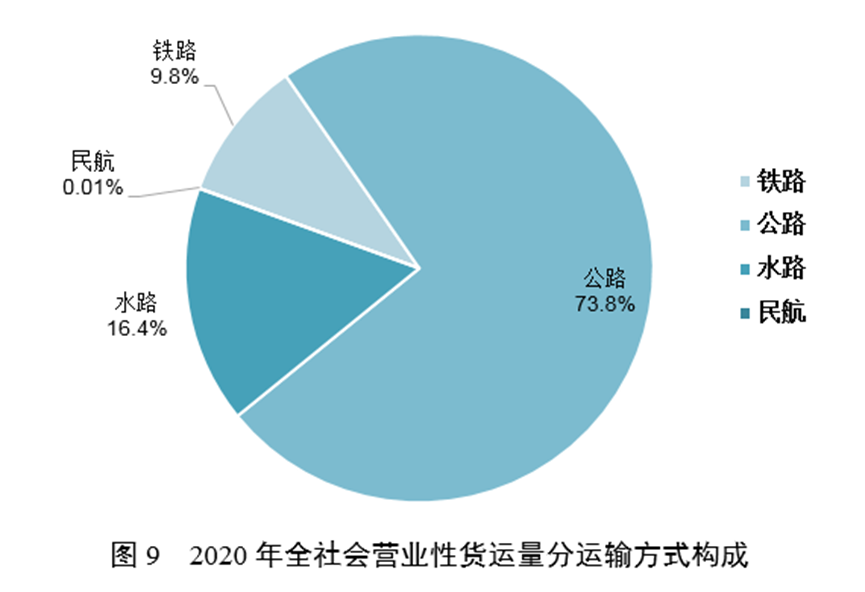 铁路
9.8%
民航
0.01%
水路
16.4%
公路
73.8%
铁路
公路
水路
民航
图 9 2020 年全社会营业性货运量分运输方式构成